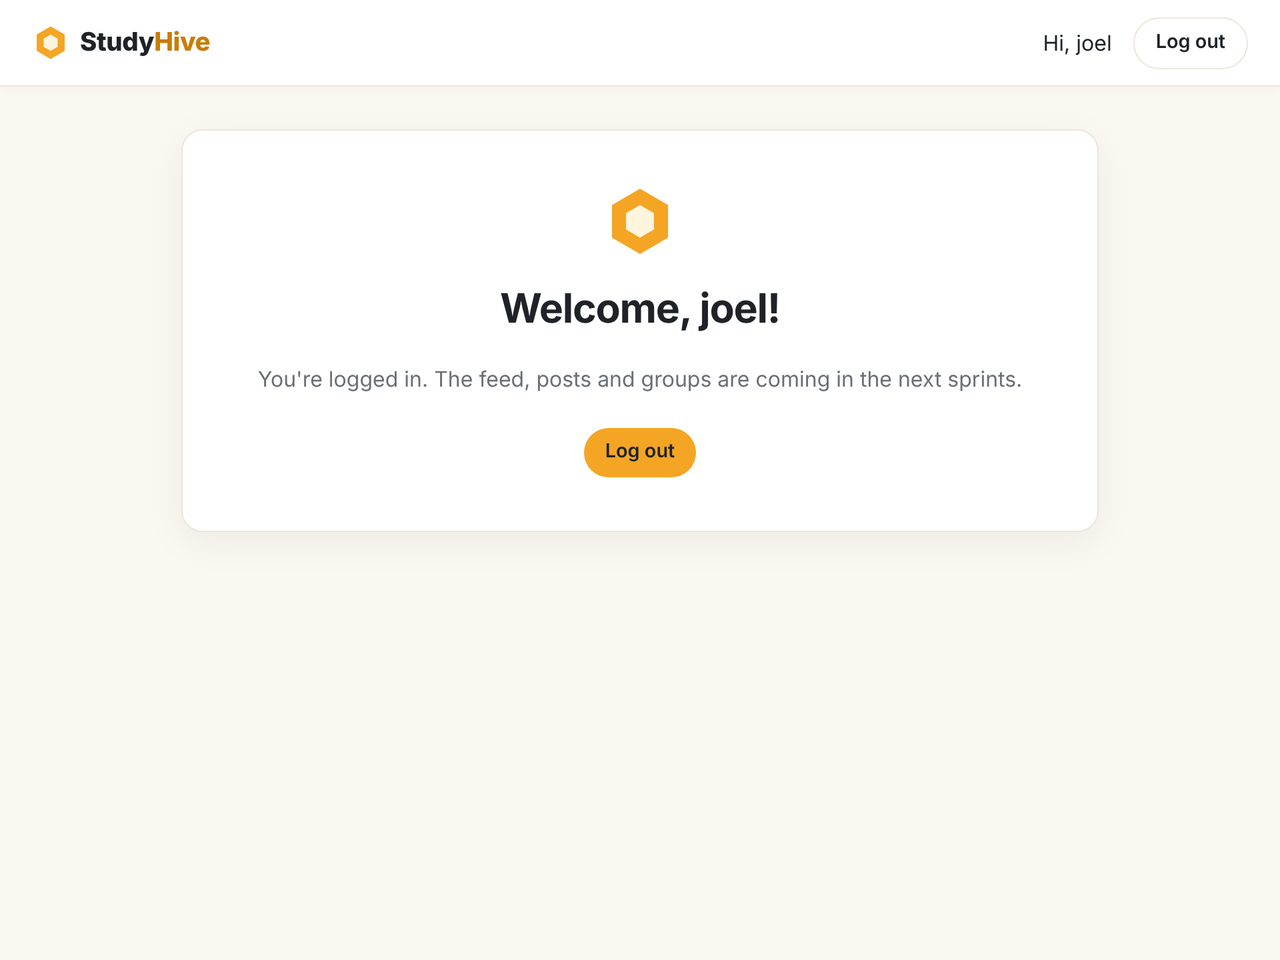 StudyHive
Hi, joel
Log out
Welcome, joel!
You're logged in. The feed, posts and groups are coming in the next sprints.
Log out